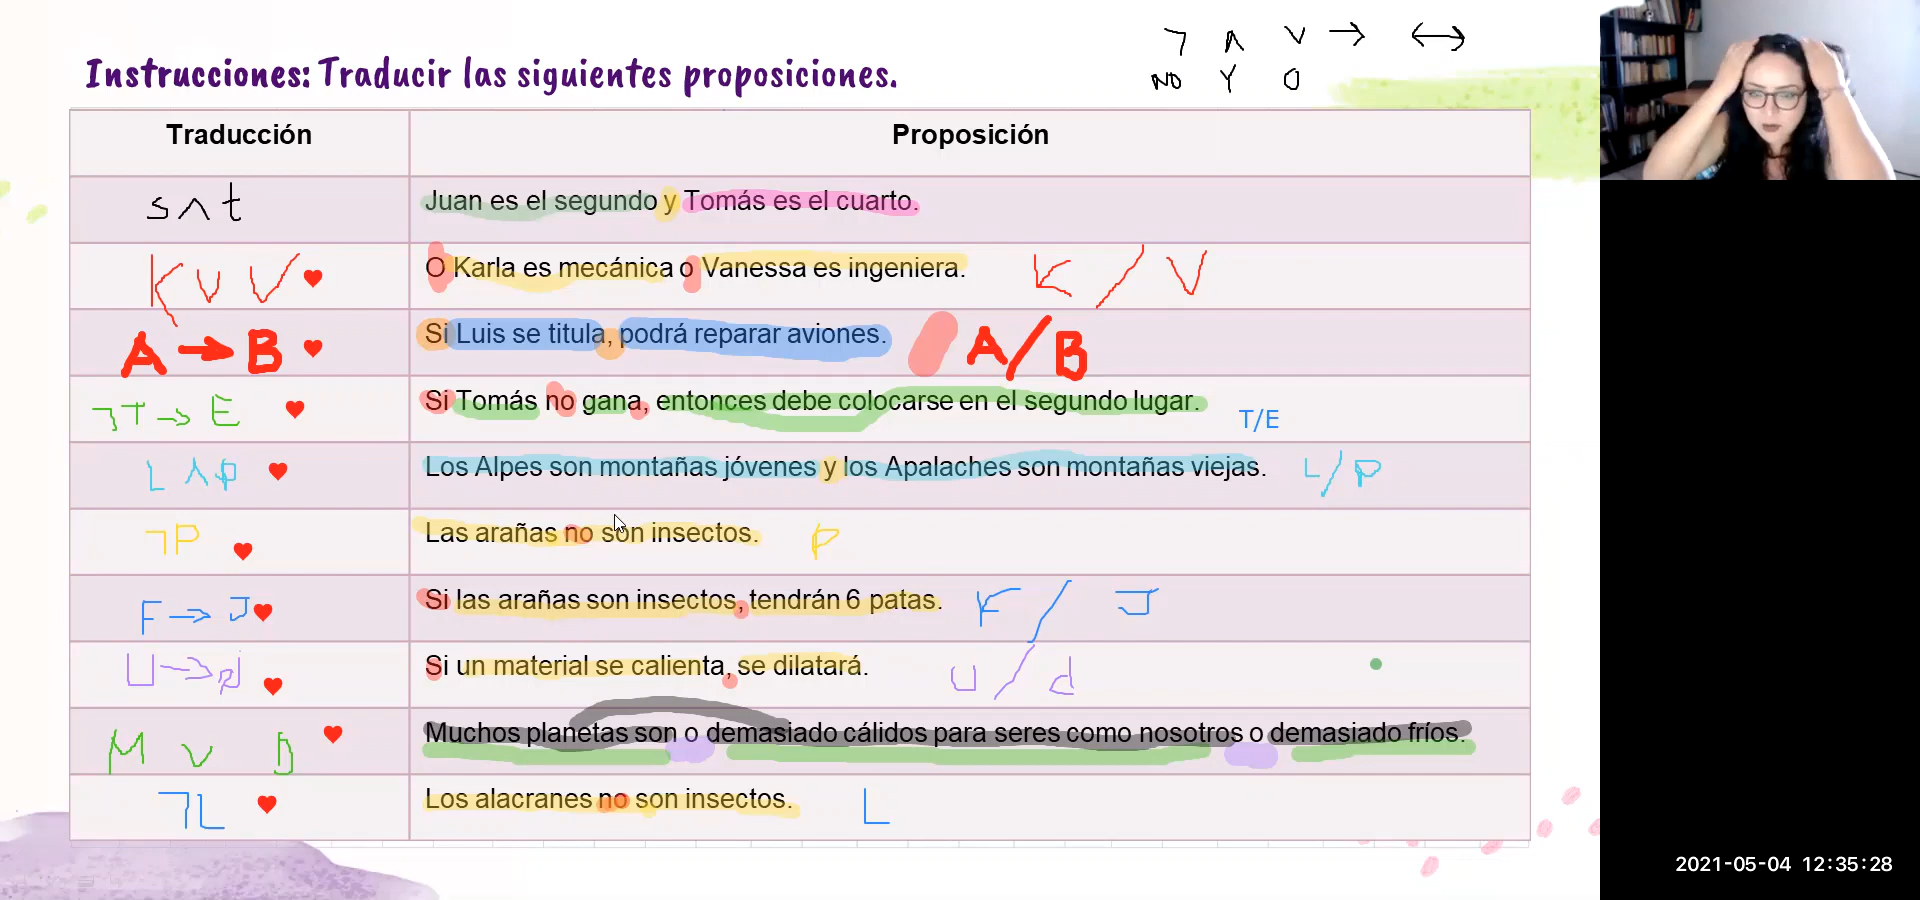 ¬ ∧ ∨ → ↔
NO Y O
Instrucciones: Traducir las siguientes proposiciones.
Traducción Proposición
s ∧ t Juan es el segundo y Tomás es el cuarto.
K ∨ V O Karla es mecánica o Vanessa es ingeniera. K / V
A → B Si Luis se titula, podrá reparar aviones. A/B
¬T → E Si Tomás no gana, entonces debe colocarse en el segundo lugar. T/E
L ∧ P Los Alpes son montañas jóvenes y los Apalaches son montañas viejas. L/P
¬P Las arañas no son insectos. P
F → J Si las arañas son insectos, tendrán 6 patas. F / J
U → d Si un material se calienta, se dilatará. U / d
M ∨ D Muchos planetas son o demasiado cálidos para seres como nosotros o demasiado fríos.
¬L Los alacranes no son insectos. L
2021-05-04 12:35:28